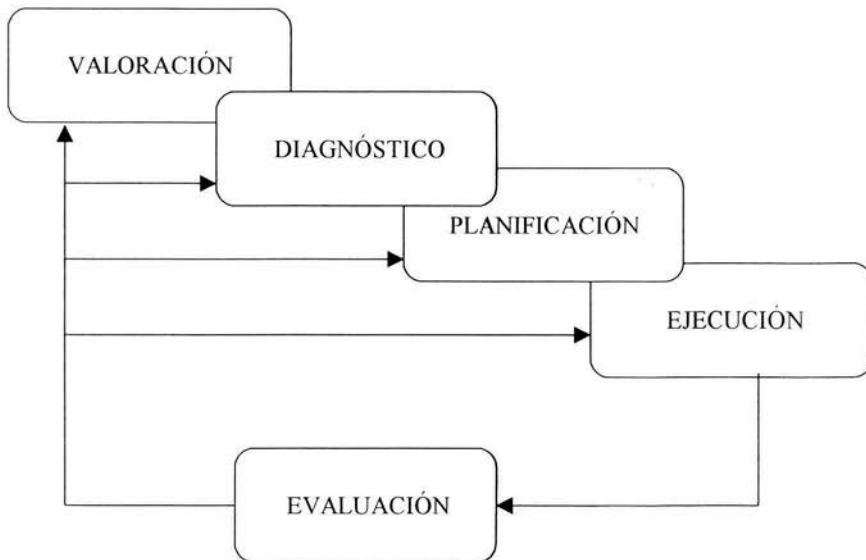 VALORACIÓN
DIAGNÓSTICO
PLANIFICACIÓN
EJECUCIÓN
EVALUACIÓN